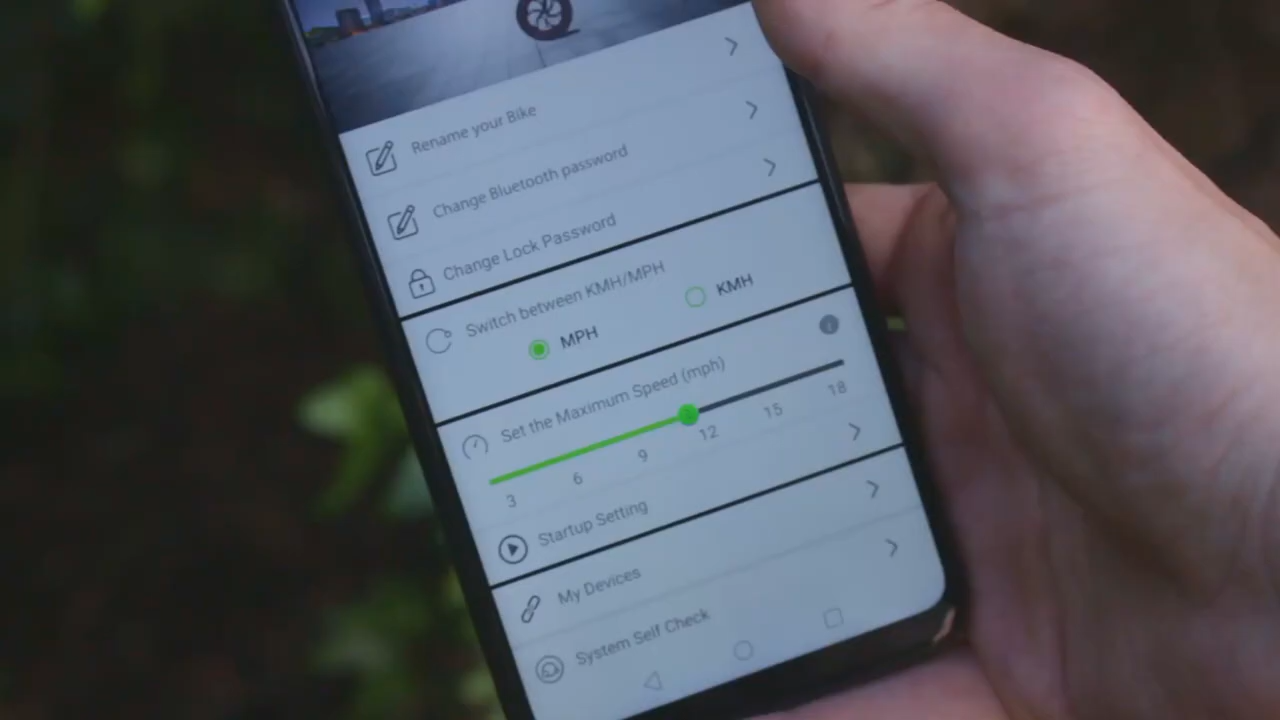 Rename your Bike
Change Bluetooth password
Change Lock Password
Switch between KMH/MPH
MPH
KMH
Set the Maximum Speed (mph)
3 6 9 12 15 18
Startup Setting
My Devices
System Self Check